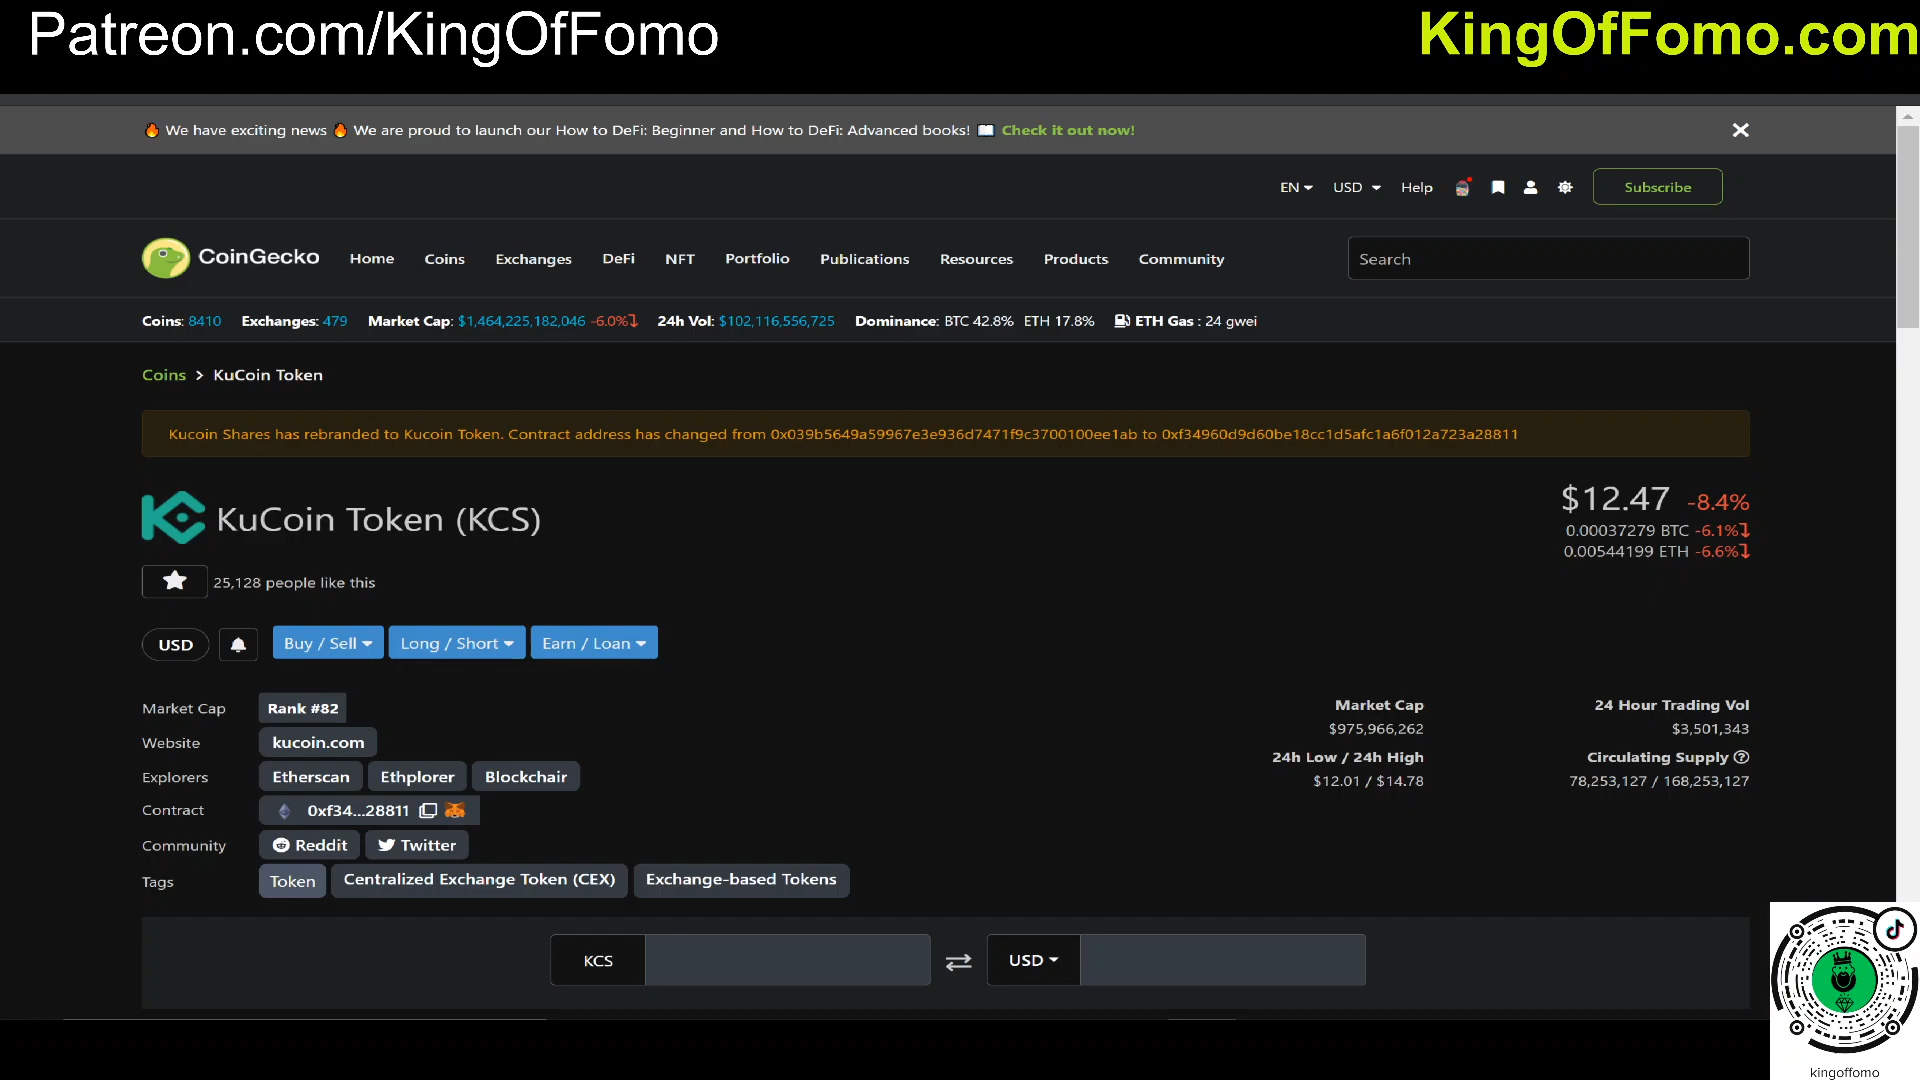 Patreon.com/KingOfFomo
KingOfFomo.com
We have exciting news We are proud to launch our How to DeFi: Beginner and How to DeFi: Advanced books! Check it out now!
EN USD Help Subscribe
CoinGecko Home Coins Exchanges DeFi NFT Portfolio Publications Resources Products Community Search
Coins: 8410 Exchanges: 479 Market Cap: $1,464,225,182,046 -6.0% 24h Vol: $102,116,556,725 Dominance: BTC 42.8% ETH 17.8% ETH Gas : 24 gwei
Coins > KuCoin Token
Kucoin Shares has rebranded to Kucoin Token. Contract address has changed from 0x039b5649a59967e3e936d7471f9c3700100ee1ab to 0xf34960d9d60be18cc1d5afc1a6f012a723a28811
KuCoin Token (KCS)
$12.47 -8.4%
0.00037279 BTC -6.1%
0.00544199 ETH -6.6%
25,128 people like this
USD Buy / Sell Long / Short Earn / Loan
Market Cap Rank #82
Website kucoin.com
Explorers Etherscan Ethplorer Blockchair
Contract 0xf34...28811
Community Reddit Twitter
Tags Token Centralized Exchange Token (CEX) Exchange-based Tokens
Market Cap 24 Hour Trading Vol
$975,966,262 $3,501,343
24h Low / 24h High Circulating Supply
$12.01 / $14.78 78,253,127 / 168,253,127
KCS USD
kingoffomo